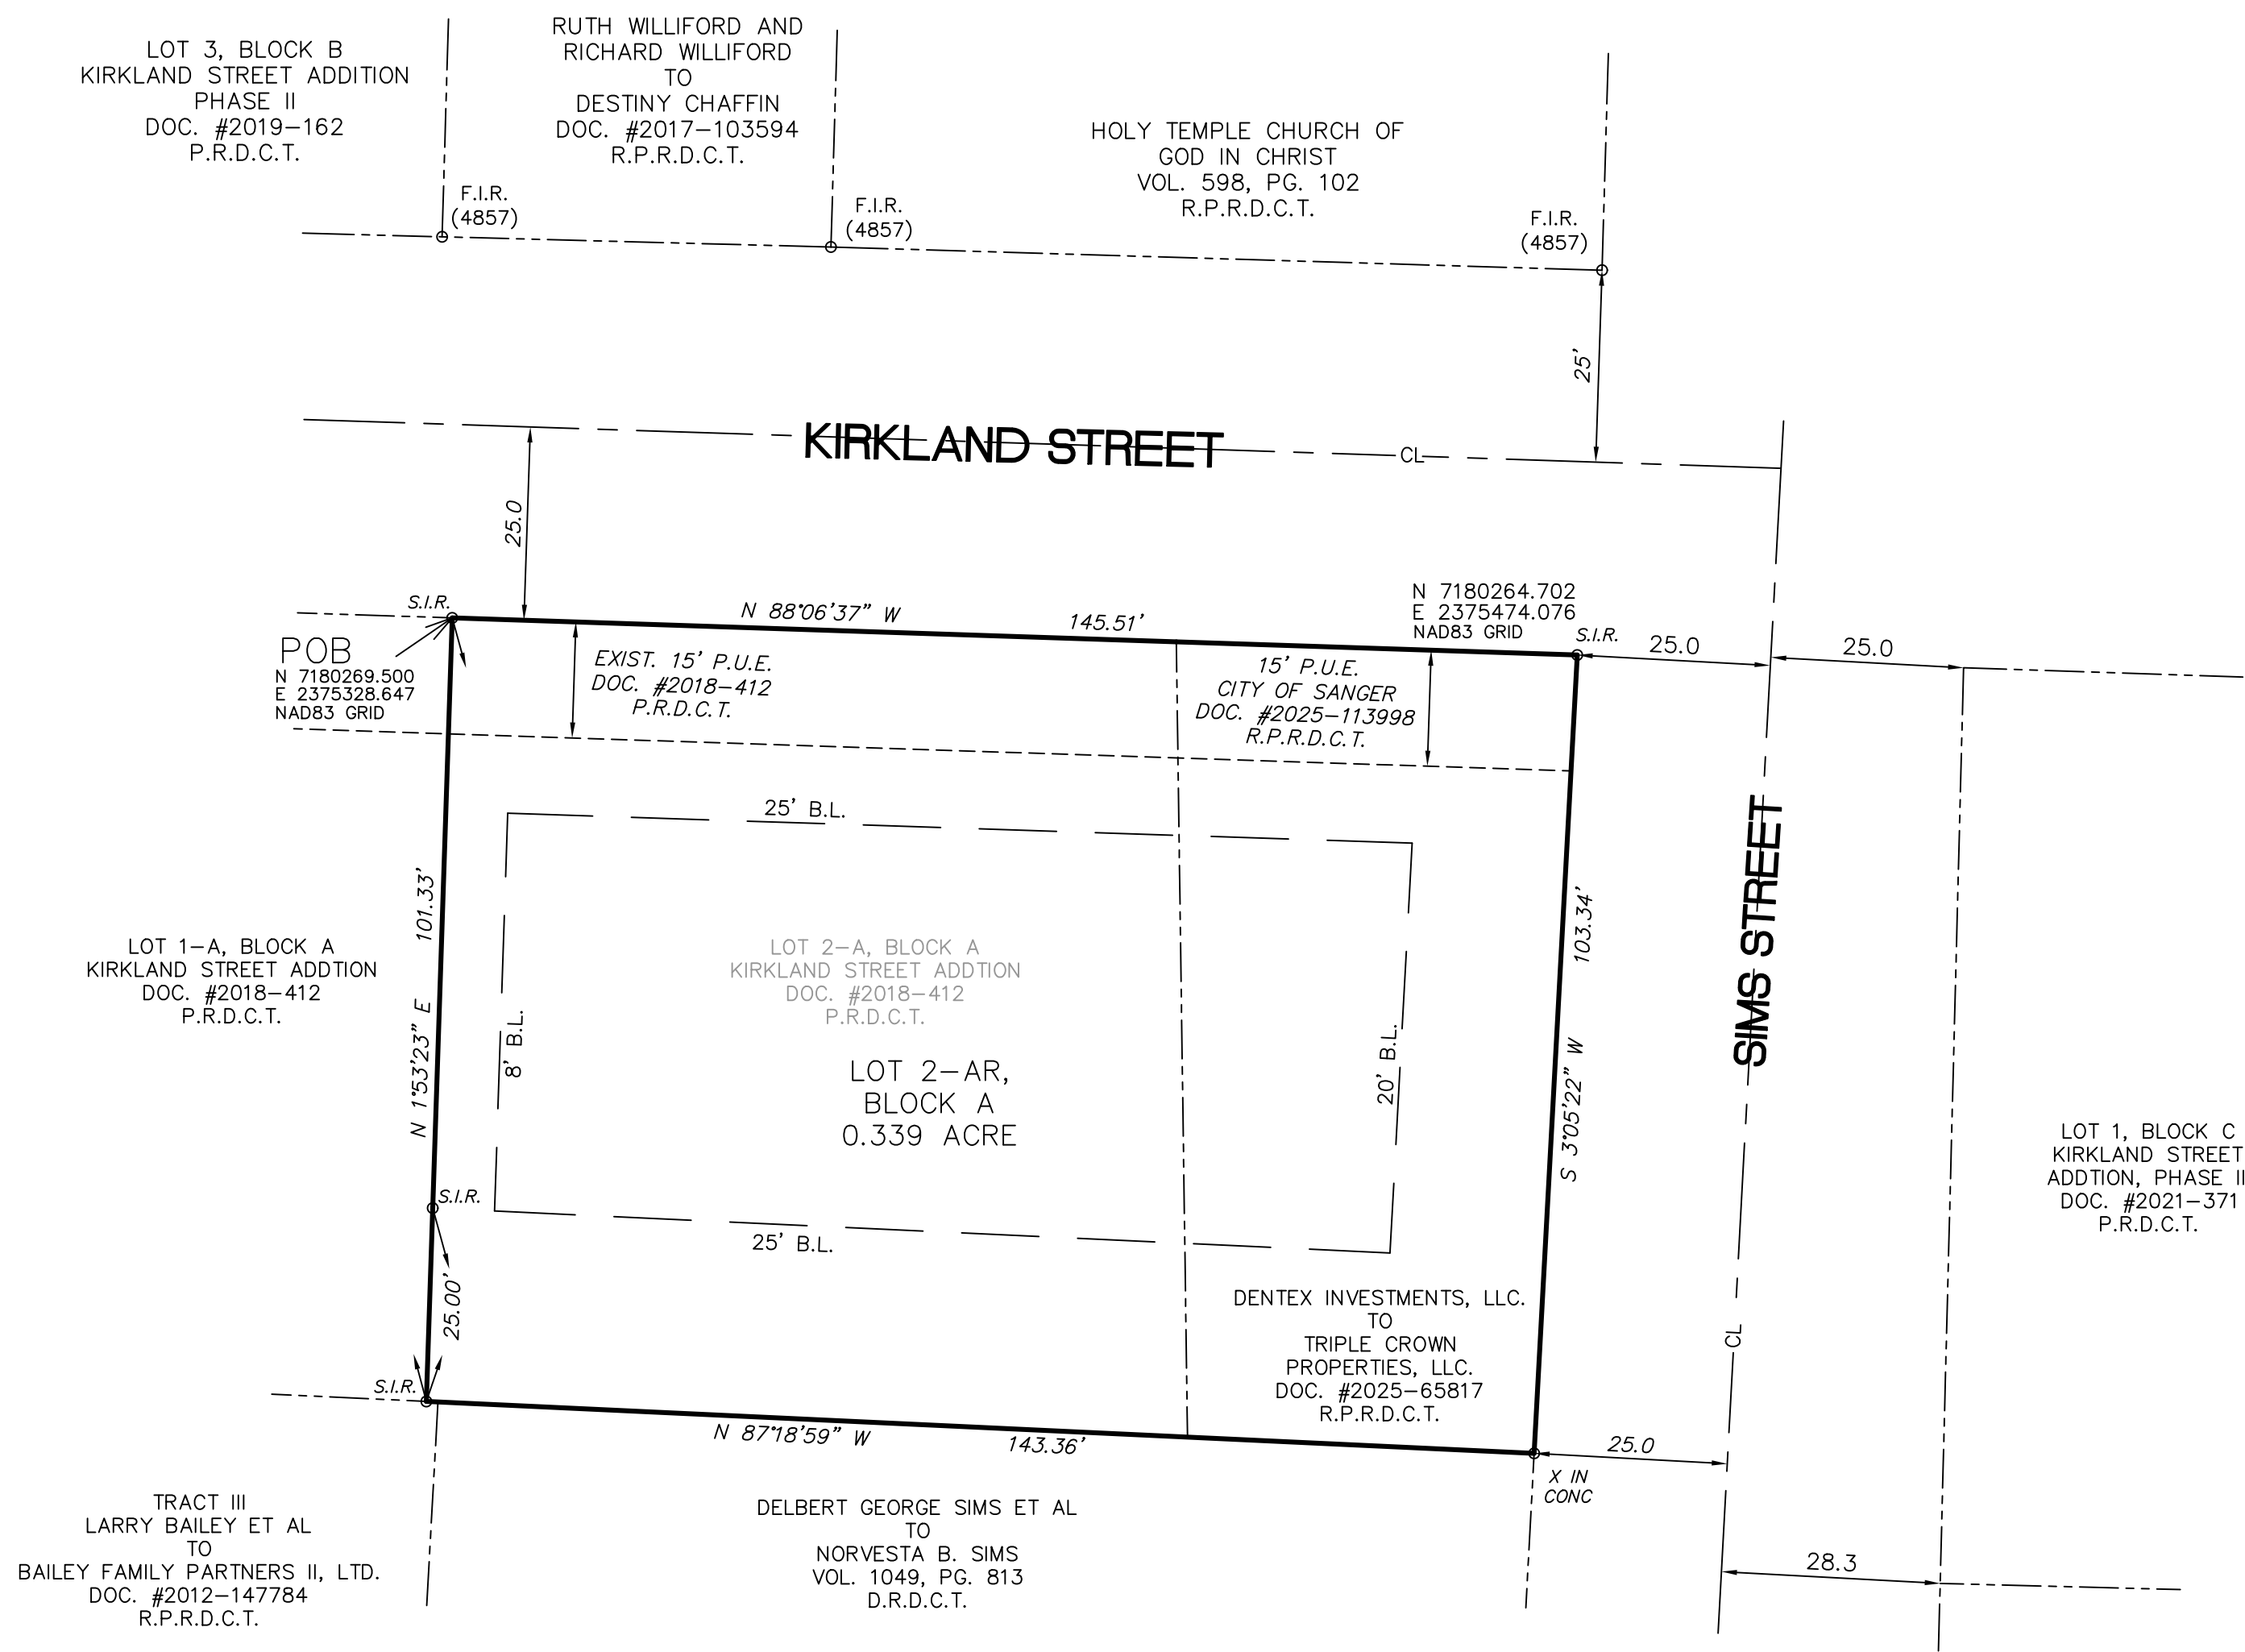 LOT 3, BLOCK B
KIRKLAND STREET ADDITION
PHASE II
DOC. #2019-162
P.R.D.C.T.
RUTH WILLIFORD AND
RICHARD WILLIFORD
TO
DESTINY CHAFFIN
DOC. #2017-103594
R.P.R.D.C.T.
HOLY TEMPLE CHURCH OF
GOD IN CHRIST
VOL. 598, PG. 102
R.P.R.D.C.T.
F.I.R.
(4857)
F.I.R.
(4857)
F.I.R.
(4857)
25'
KIRKLAND STREET
CL
25.0
S.I.R.
POB
N 7180269.500
E 2375328.647
NAD83 GRID
N 88°06'37" W 145.51'
N 7180264.702
E 2375474.076
NAD83 GRID
S.I.R.
25.0
25.0
EXIST. 15' P.U.E.
DOC. #2018-412
P.R.D.C.T.
15' P.U.E.
CITY OF SANGER
DOC. #2025-113998
R.P.R.D.C.T.
25' B.L.
N 1°53'23" E 101.33'
8' B.L.
LOT 1-A, BLOCK A
KIRKLAND STREET ADDTION
DOC. #2018-412
P.R.D.C.T.
LOT 2-A, BLOCK A
KIRKLAND STREET ADDTION
DOC. #2018-412
P.R.D.C.T.
LOT 2-AR,
BLOCK A
0.339 ACRE
20' B.L.
S 3°05'22" W 103.34'
SIMS STREET
LOT 1, BLOCK C
KIRKLAND STREET
ADDTION, PHASE II
DOC. #2021-371
P.R.D.C.T.
S.I.R.
25' B.L.
25.00'
DENTEX INVESTMENTS, LLC.
TO
TRIPLE CROWN
PROPERTIES, LLC.
DOC. #2025-65817
R.P.R.D.C.T.
CL
S.I.R.
N 87°18'59" W 143.36'
25.0
X IN
CONC
TRACT III
LARRY BAILEY ET AL
TO
BAILEY FAMILY PARTNERS II, LTD.
DOC. #2012-147784
R.P.R.D.C.T.
DELBERT GEORGE SIMS ET AL
TO
NORVESTA B. SIMS
VOL. 1049, PG. 813
D.R.D.C.T.
28.3